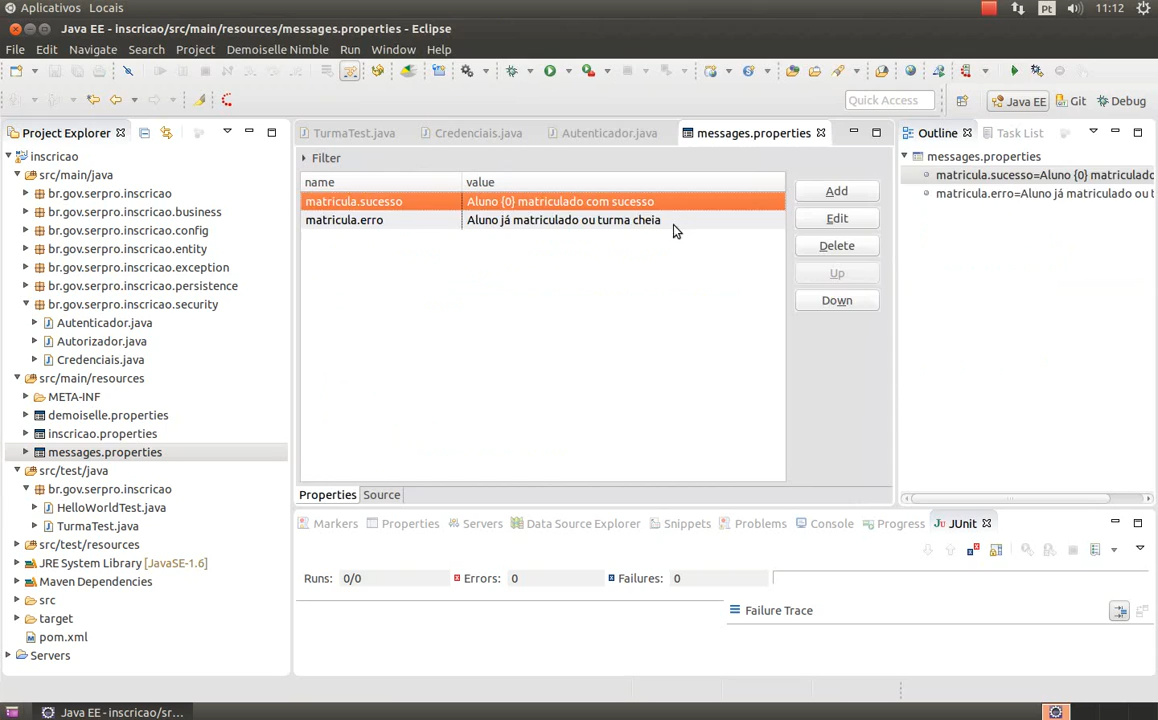 Aplicativos Locais Pt 11:12
Java EE - inscricao/src/main/resources/messages.properties - Eclipse
File Edit Navigate Search Project Demoiselle Nimble Run Window Help
Quick Access Java EE Git Debug
Project Explorer
inscricao
src/main/java
br.gov.serpro.inscricao
br.gov.serpro.inscricao.business
br.gov.serpro.inscricao.config
br.gov.serpro.inscricao.entity
br.gov.serpro.inscricao.exception
br.gov.serpro.inscricao.persistence
br.gov.serpro.inscricao.security
Autenticador.java
Autorizador.java
Credenciais.java
src/main/resources
META-INF
demoiselle.properties
inscricao.properties
messages.properties
src/test/java
br.gov.serpro.inscricao
HelloWorldTest.java
TurmaTest.java
src/test/resources
JRE System Library [JavaSE-1.6]
Maven Dependencies
src
target
pom.xml
Servers
TurmaTest.java Credenciais.java Autenticador.java messages.properties
Filter
name value
matricula.sucesso Aluno {0} matriculado com sucesso
matricula.erro Aluno já matriculado ou turma cheia
Add
Edit
Delete
Up
Down
Properties Source
Outline Task List
messages.properties
matricula.sucesso=Aluno {0} matriculado
matricula.erro=Aluno já matriculado ou t
Markers Properties Servers Data Source Explorer Snippets Problems Console Progress JUnit
Runs: 0/0 Errors: 0 Failures: 0
Failure Trace
Java EE - inscricao/sr...